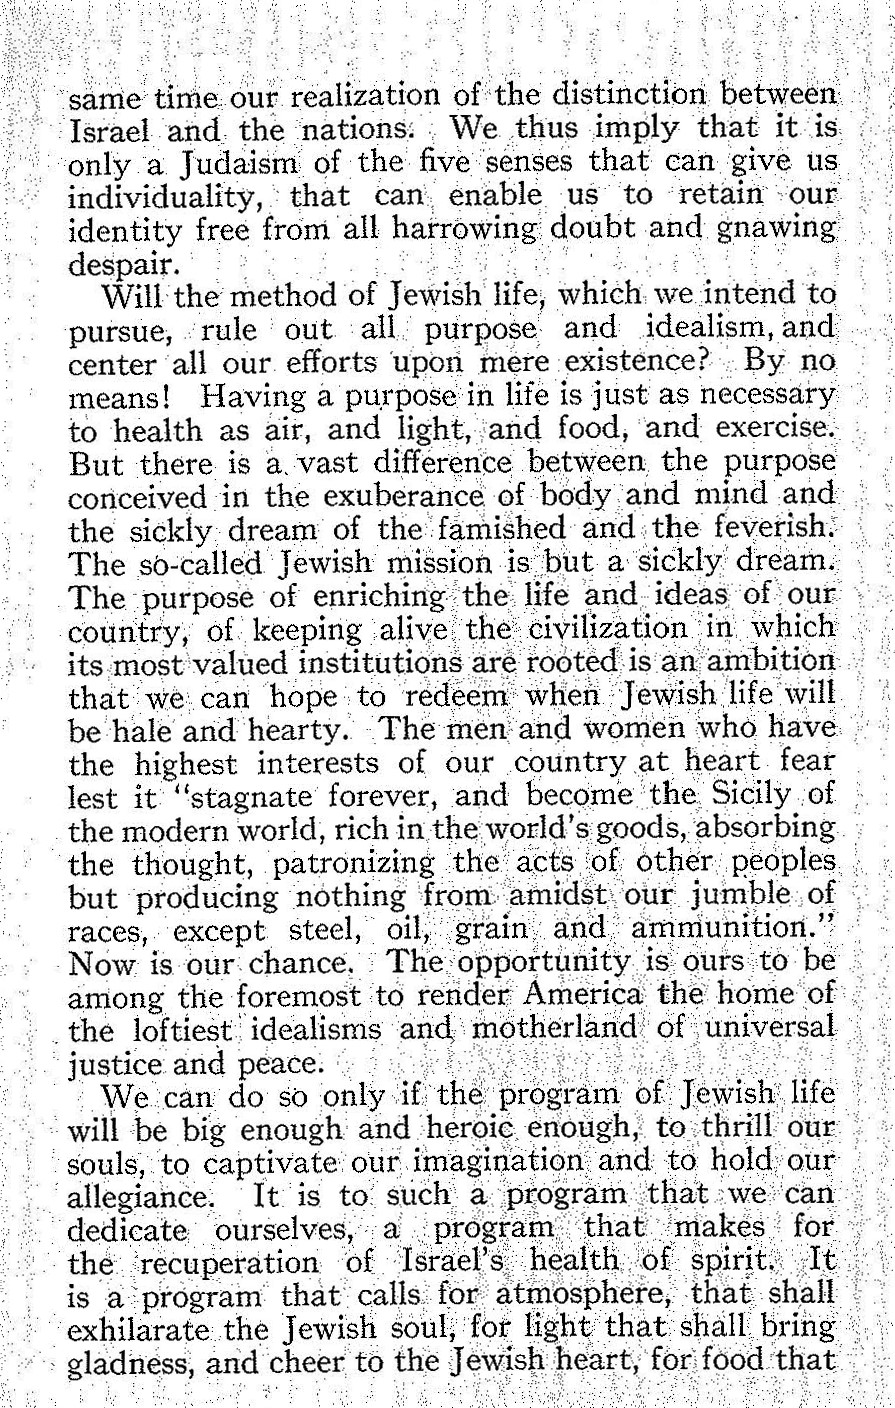 same time our realization of the distinction between
Israel and the nations. We thus imply that it is
only a Judaism of the five senses that can give us
individuality, that can enable us to retain our
identity free from all harrowing doubt and gnawing
despair.
Will the method of Jewish life, which we intend to
pursue, rule out all purpose and idealism, and
center all our efforts upon mere existence? By no
means! Having a purpose in life is just as necessary
to health as air, and light, and food, and exercise.
But there is a vast difference between the purpose
conceived in the exuberance of body and mind and
the sickly dream of the famished and the feverish.
The so-called Jewish mission is but a sickly dream.
The purpose of enriching the life and ideas of our
country, of keeping alive the civilization in which
its most valued institutions are rooted is an ambition
that we can hope to redeem when Jewish life will
be hale and hearty. The men and women who have
the highest interests of our country at heart fear
lest it "stagnate forever, and become the Sicily of
the modern world, rich in the world's goods, absorbing
the thought, patronizing the acts of other peoples
but producing nothing from amidst our jumble of
races, except steel, oil, grain and ammunition."
Now is our chance. The opportunity is ours to be
among the foremost to render America the home of
the loftiest idealisms and motherland of universal
justice and peace.
We can do so only if the program of Jewish life
will be big enough and heroic enough, to thrill our
souls, to captivate our imagination and to hold our
allegiance. It is to such a program that we can
dedicate ourselves, a program that makes for
the recuperation of Israel's health of spirit. It
is a program that calls for atmosphere, that shall
exhilarate the Jewish soul, for light that shall bring
gladness, and cheer to the Jewish heart, for food that